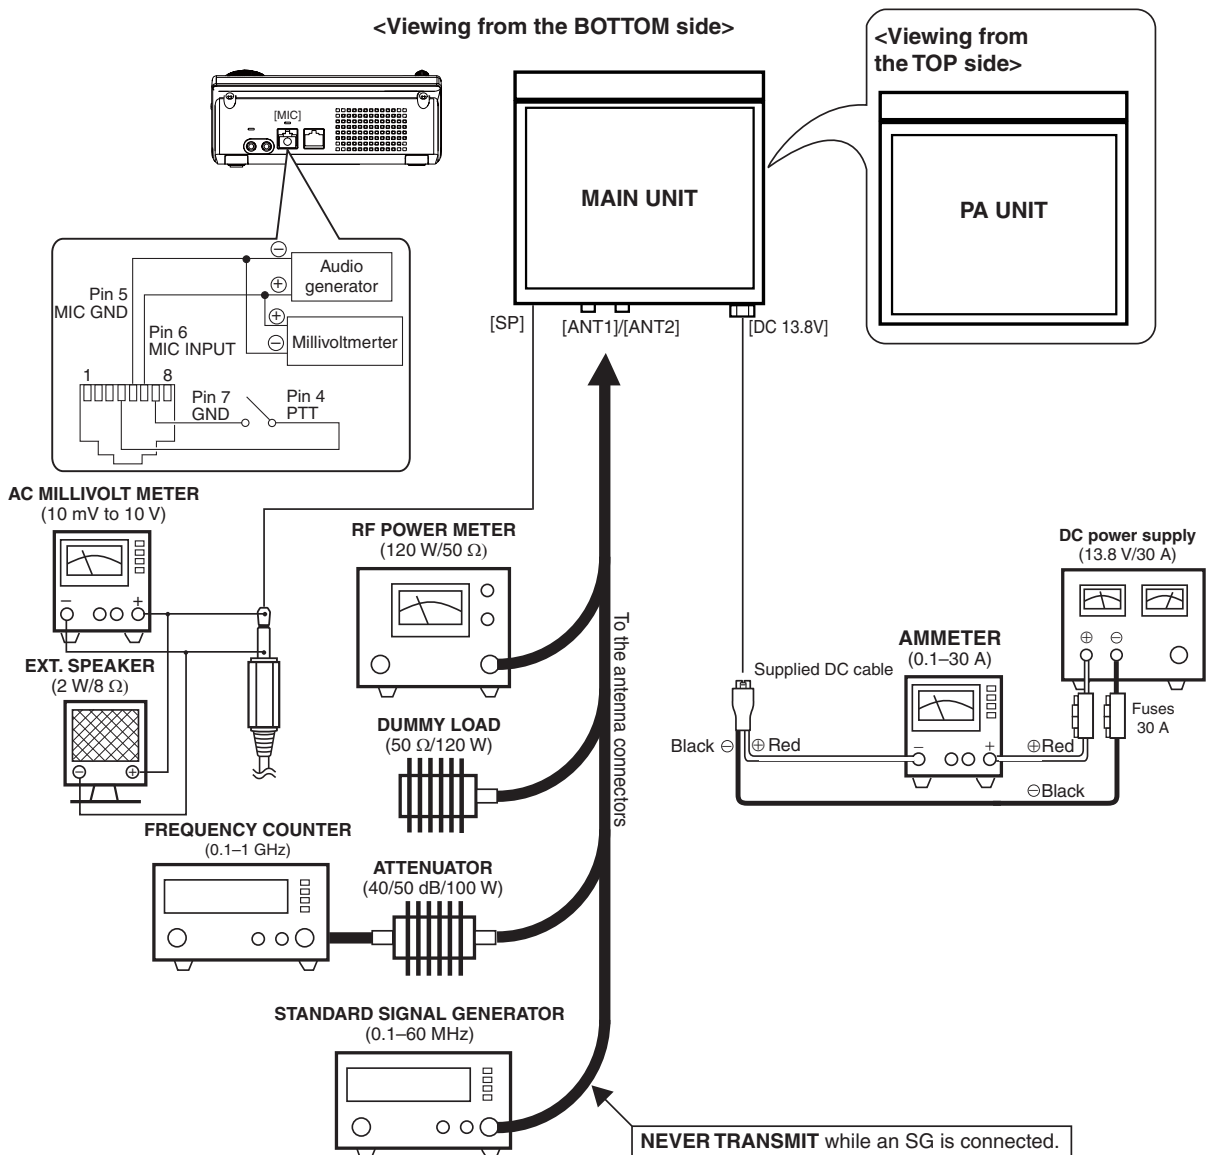 <Viewing from the BOTTOM side>
<Viewing from
the TOP side>
[MIC]
MAIN UNIT
PA UNIT
[SP]
[ANT1]/[ANT2]
[DC 13.8V]
⊖
Audio
generator
⊕
⊕
⊖
Millivoltmerter
Pin 5
MIC GND
Pin 6
MIC INPUT
1
8
Pin 7
GND
Pin 4
PTT
AC MILLIVOLT METER
(10 mV to 10 V)
– +
EXT. SPEAKER
(2 W/8 Ω)
⊖ ⊕
RF POWER METER
(120 W/50 Ω)
To the antenna connectors
DUMMY LOAD
(50 Ω/120 W)
FREQUENCY COUNTER
(0.1–1 GHz)
ATTENUATOR
(40/50 dB/100 W)
STANDARD SIGNAL GENERATOR
(0.1–60 MHz)
NEVER TRANSMIT while an SG is connected.
DC power supply
(13.8 V/30 A)
⊕ ⊖
Fuses
30 A
AMMETER
(0.1–30 A)
– +
Supplied DC cable
Black ⊖
⊕ Red
⊕Red
⊖Black